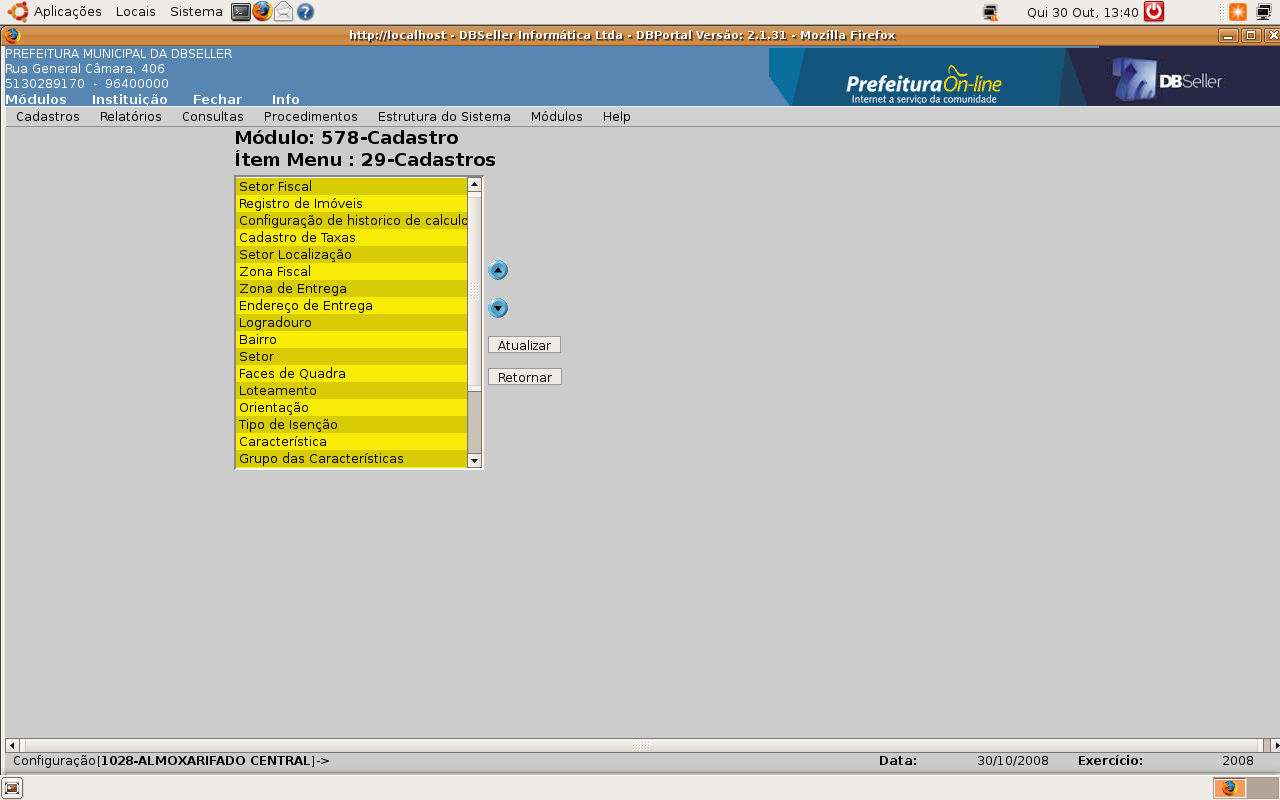 Aplicações Locais Sistema Qui 30 Out, 13:40
http://localhost - DBSeller Informática Ltda - DBPortal Versão: 2.1.31 - Mozilla Firefox
PREFEITURA MUNICIPAL DA DBSELLER
Rua General Câmara, 406
5130289170 - 96400000
Prefeitura On-line
Internet a serviço da comunidade
DBSeller
Módulos Instituição Fechar Info
Cadastros Relatórios Consultas Procedimentos Estrutura do Sistema Módulos Help
Módulo: 578-Cadastro
Ítem Menu : 29-Cadastros
Setor Fiscal
Registro de Imóveis
Configuração de historico de calculo
Cadastro de Taxas
Setor Localização
Zona Fiscal
Zona de Entrega
Endereço de Entrega
Logradouro
Bairro
Setor
Faces de Quadra
Loteamento
Orientação
Tipo de Isenção
Característica
Grupo das Características
Atualizar
Retornar
Configuração[1028-ALMOXARIFADO CENTRAL]-> Data: 30/10/2008 Exercício: 2008